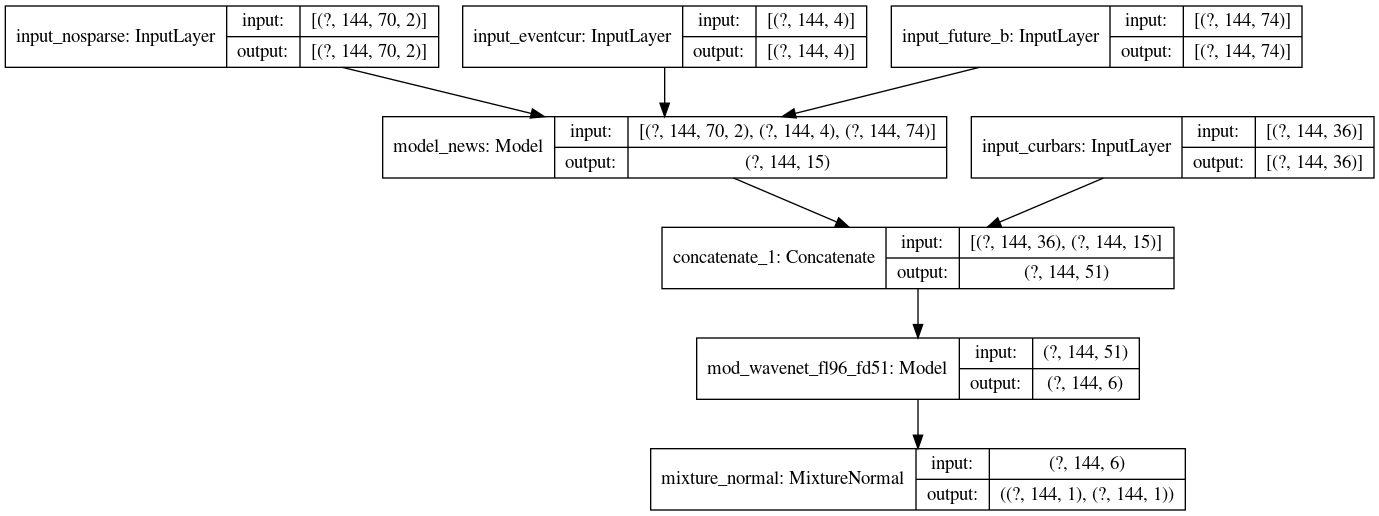 input_nosparse: InputLayer
input: [(?, 144, 70, 2)]
output: [(?, 144, 70, 2)]
input_eventcur: InputLayer
input: [(?, 144, 4)]
output: [(?, 144, 4)]
input_future_b: InputLayer
input: [(?, 144, 74)]
output: [(?, 144, 74)]
model_news: Model
input: [(?, 144, 70, 2), (?, 144, 4), (?, 144, 74)]
output: (?, 144, 15)
input_curbars: InputLayer
input: [(?, 144, 36)]
output: [(?, 144, 36)]
concatenate_1: Concatenate
input: [(?, 144, 36), (?, 144, 15)]
output: (?, 144, 51)
mod_wavenet_fl96_fd51: Model
input: (?, 144, 51)
output: (?, 144, 6)
mixture_normal: MixtureNormal
input: (?, 144, 6)
output: ((?, 144, 1), (?, 144, 1))